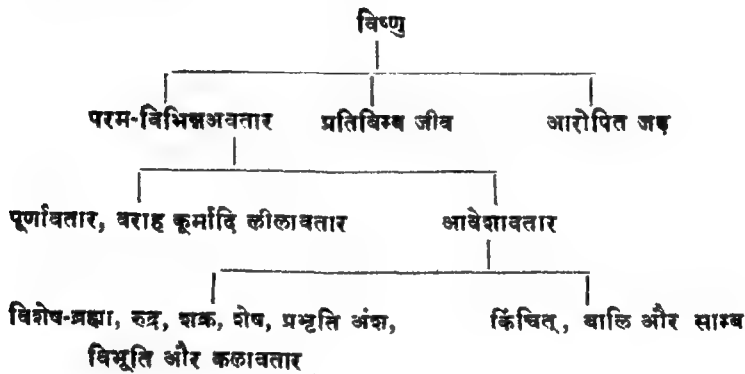 विष्णु
परम-विभिन्नअवतार प्रतिबिम्ब जीव आरोपित जड़
पूर्णावतार, वराह कूर्मादि लीलावतार आवेशावतार
विशेष-ब्रह्मा, रुद्र, शक्र, शेष, प्रभृति अंश, किंचित्, बालि और साम्ब
विभूति और कलावतार